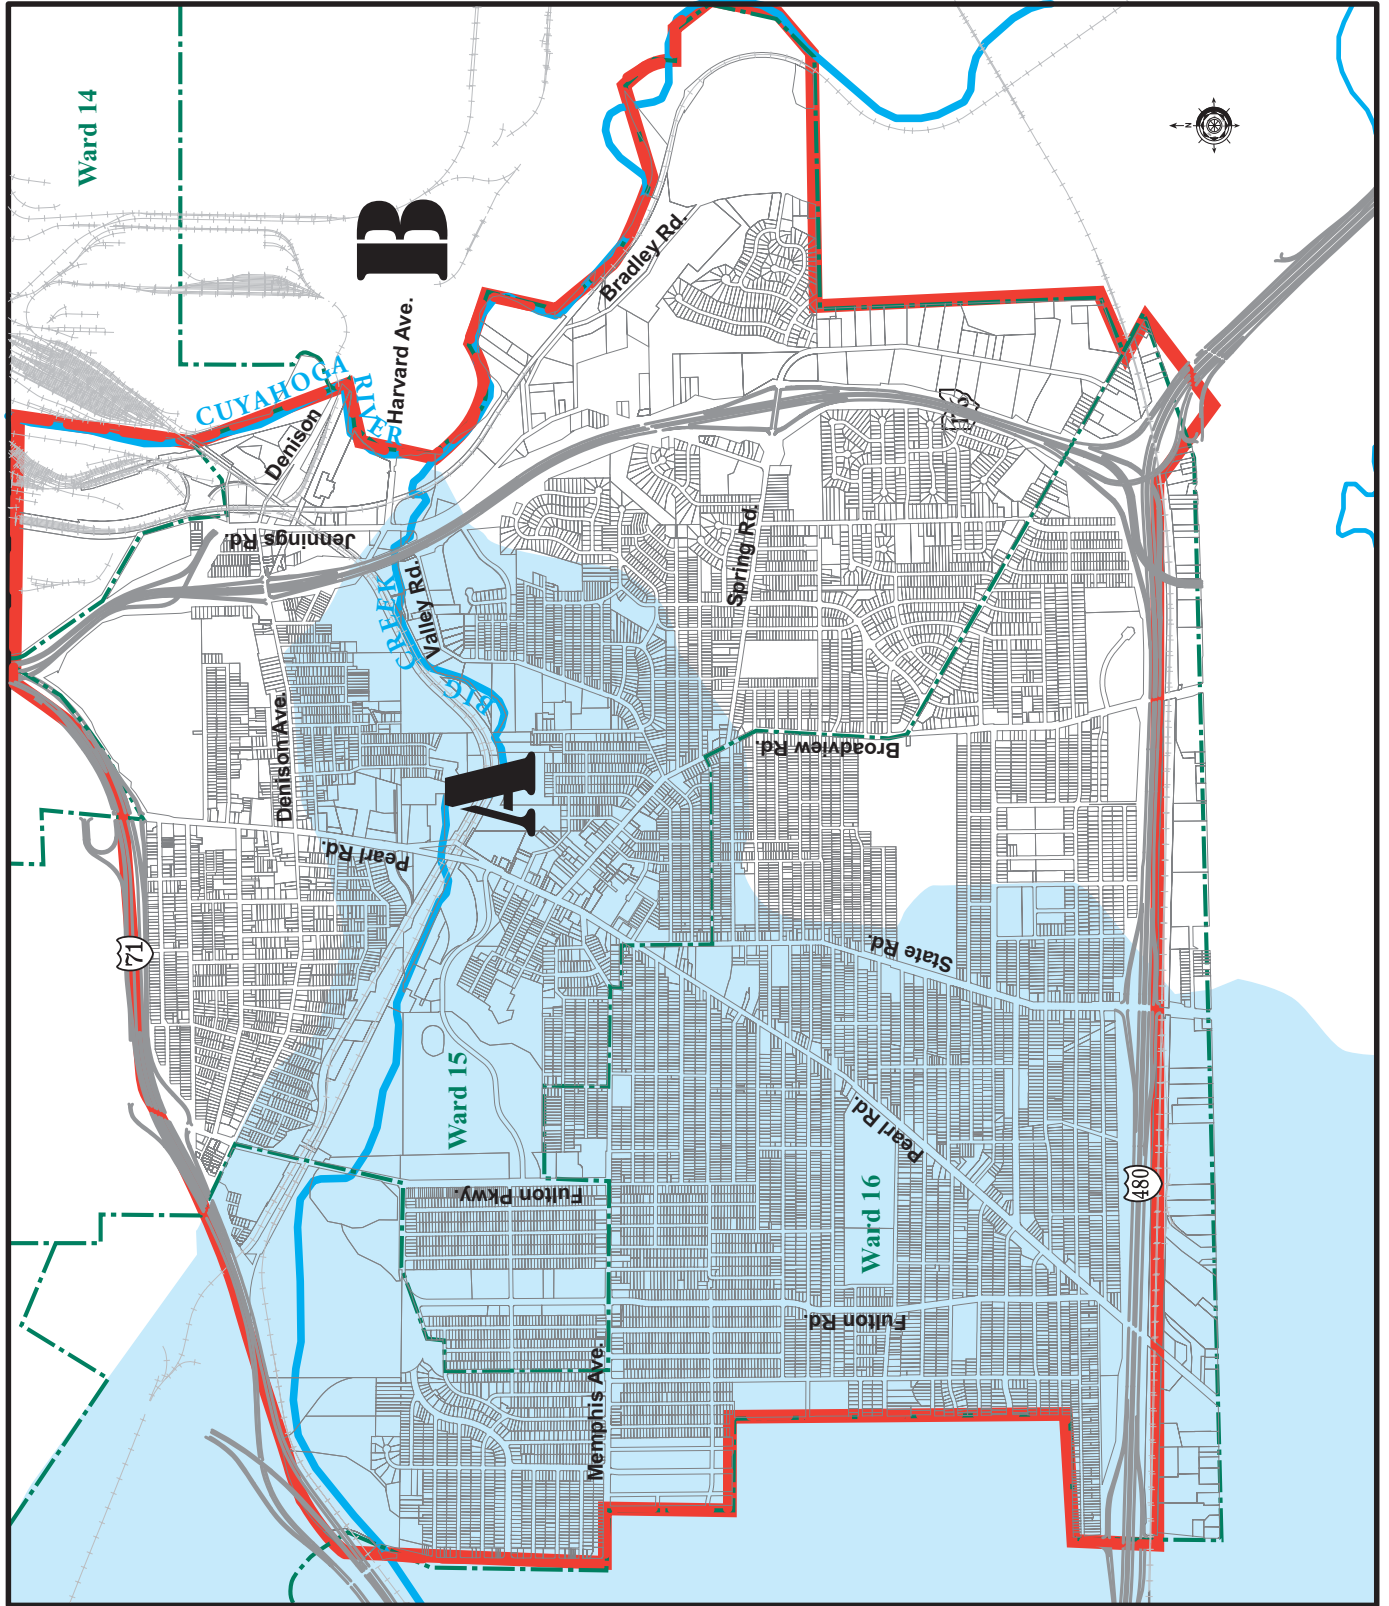 Ward 14
B
CUYAHOGA
RIVER
Harvard Ave.
Bradley Rd.
N
Denison
Jennings Rd.
Valley Rd.
BIG
CREEK
Spring Rd.
Denison Ave.
A
Broadview Rd.
Pearl Rd.
71
State Rd.
Ward 15
Pearl Rd.
Fulton Pkwy.
Ward 16
480
Fulton Rd.
Memphis Ave.